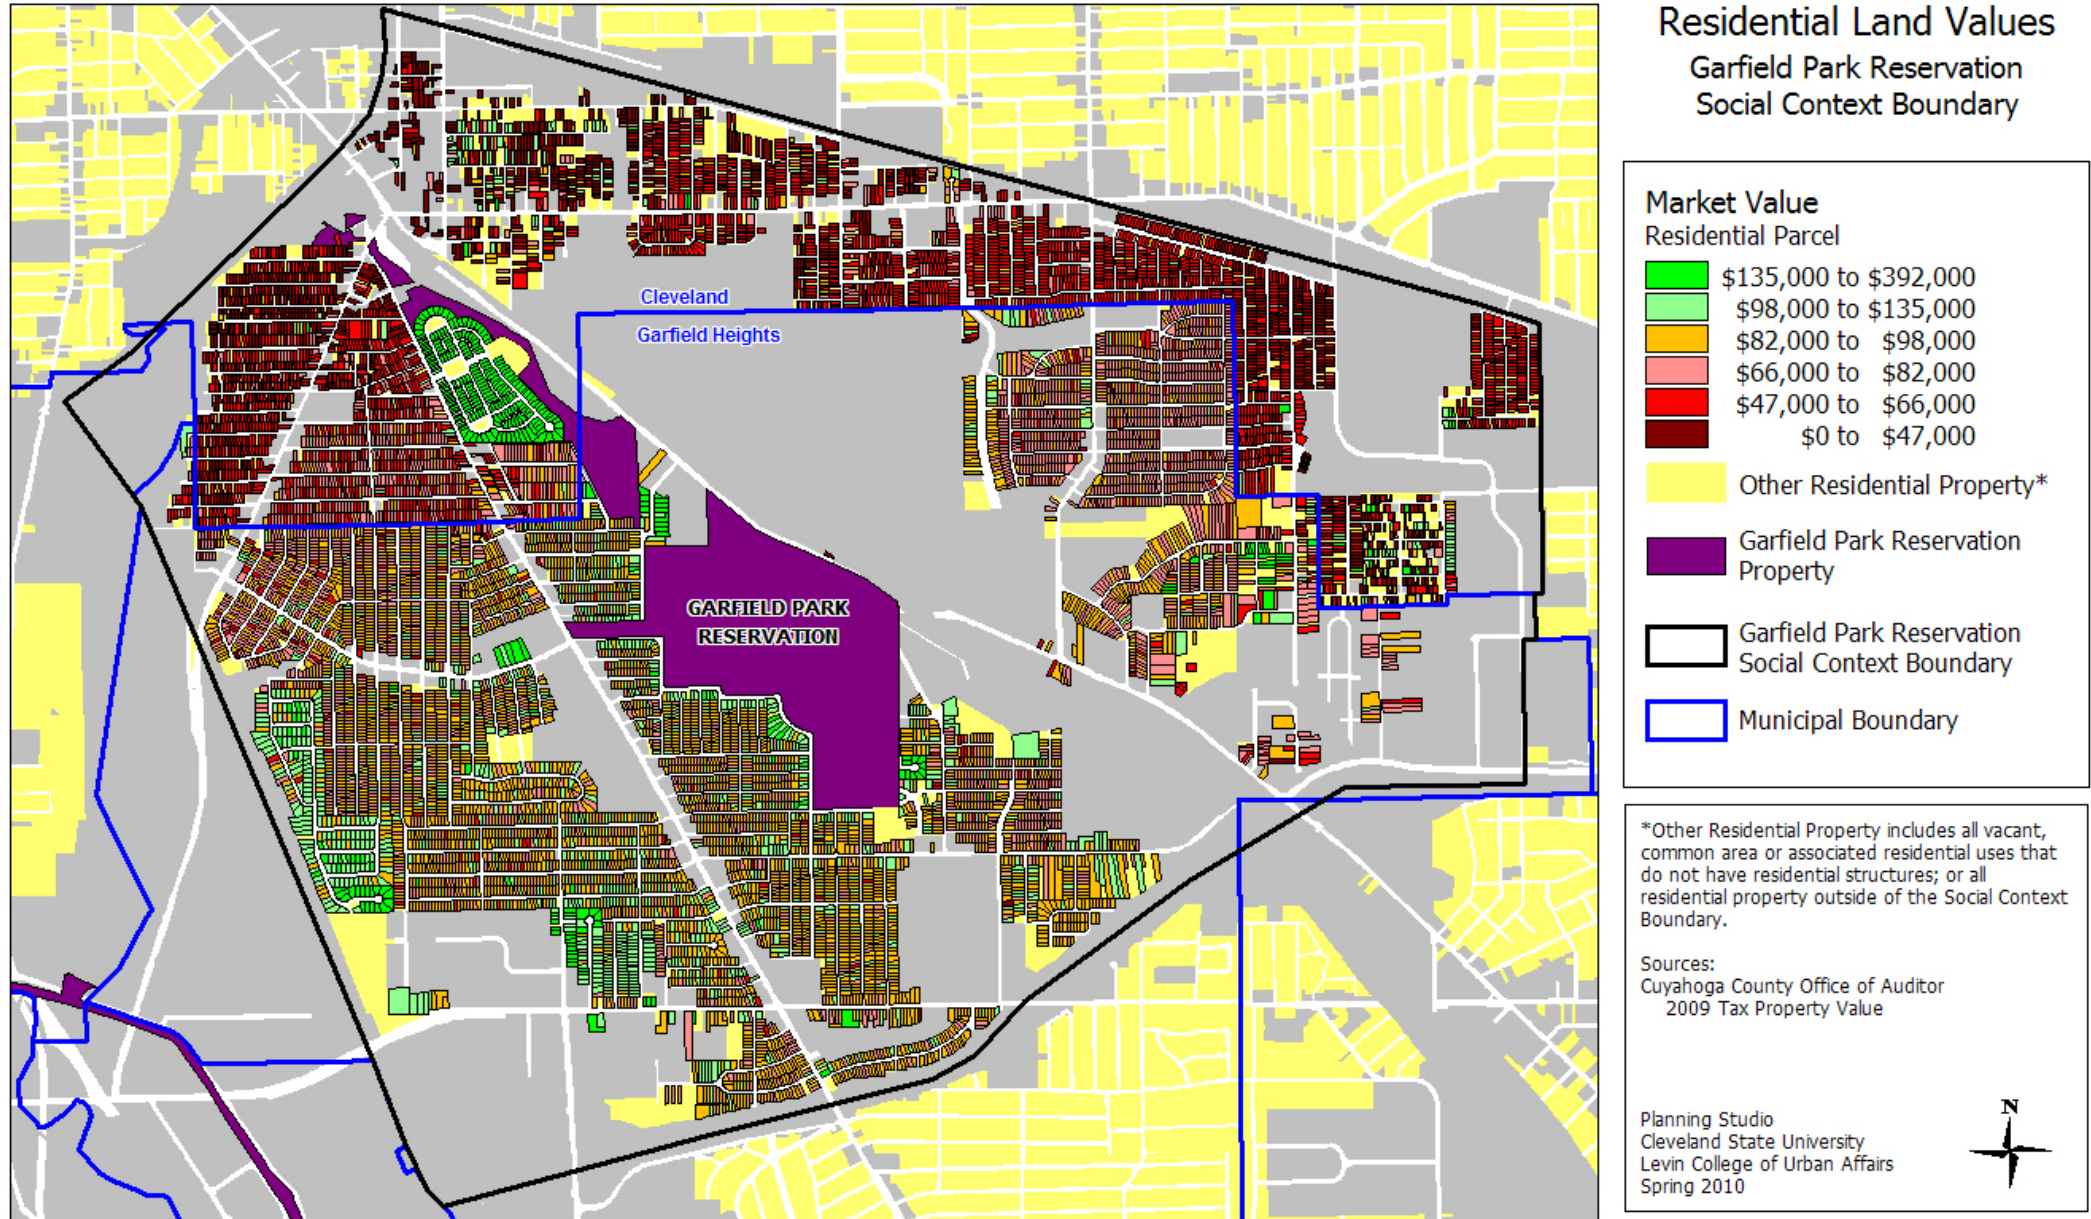 Residential Land Values
Garfield Park Reservation
Social Context Boundary
Market Value
Residential Parcel
$135,000 to $392,000
$98,000 to $135,000
$82,000 to $98,000
$66,000 to $82,000
$47,000 to $66,000
$0 to $47,000
Other Residential Property*
Garfield Park Reservation
Property
Garfield Park Reservation
Social Context Boundary
Municipal Boundary
*Other Residential Property includes all vacant,
common area or associated residential uses that
do not have residential structures; or all
residential property outside of the Social Context
Boundary.
Sources:
Cuyahoga County Office of Auditor
2009 Tax Property Value
Planning Studio
Cleveland State University
Levin College of Urban Affairs
Spring 2010
N
Cleveland
Garfield Heights
GARFIELD PARK
RESERVATION